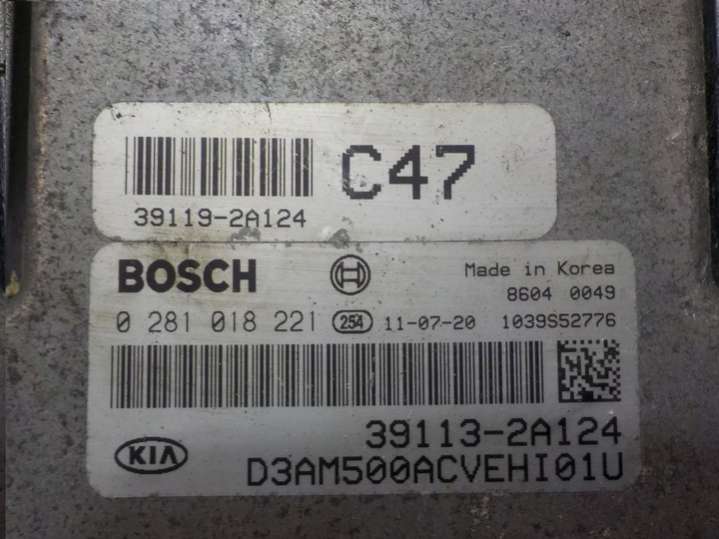 C47
39119-2A124
BOSCH
Made in Korea
8604 0049
0 281 018 221 254 11-07-20 1039S52776
39113-2A124
KIA D3AM500ACVEHI01U